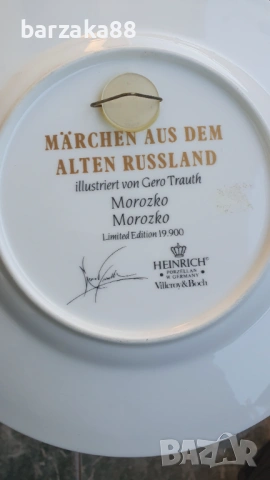 barzaka88
MÄRCHEN AUS DEM
ALTEN RUSSLAND
illustriert von Gero Trauth
Morozko
Morozko
Limited Edition 19.900
HEINRICH®
PORZELLAN
GERMANY
Villeroy & Boch
BAZAR